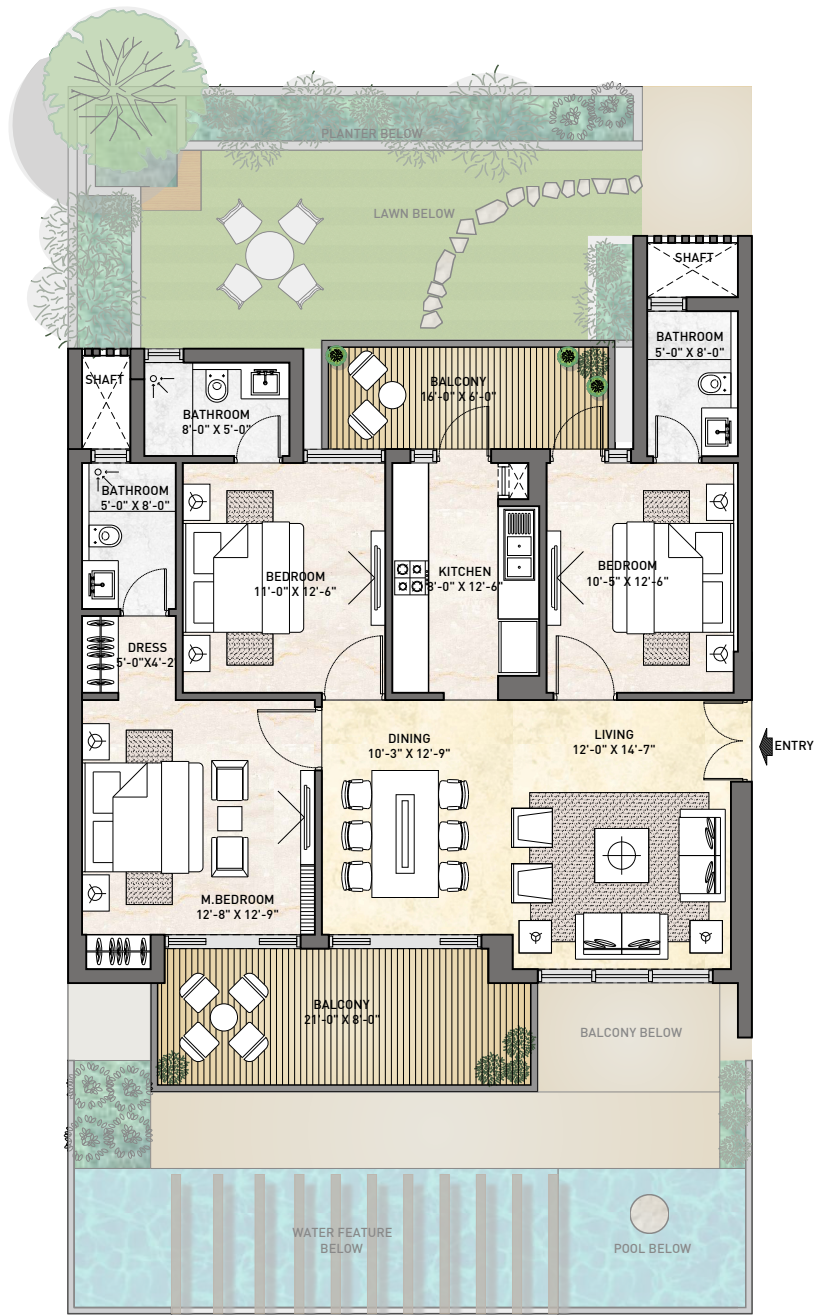 PLANTER BELOW
LAWN BELOW
SHAFT
BATHROOM
5'-0" X 8'-0"
SHAFT
BALCONY
16'-0" X 6'-0"
BATHROOM
8'-0" X 5'-0"
BATHROOM
5'-0" X 8'-0"
BEDROOM
11'-0" X 12'-6"
KITCHEN
8'-0" X 12'-6"
BEDROOM
10'-5" X 12'-6"
DRESS
5'-0"X4'-2"
DINING
10'-3" X 12'-9"
LIVING
12'-0" X 14'-7"
ENTRY
M.BEDROOM
12'-8" X 12'-9"
BALCONY
21'-0" X 8'-0"
BALCONY BELOW
WATER FEATURE
BELOW
POOL BELOW